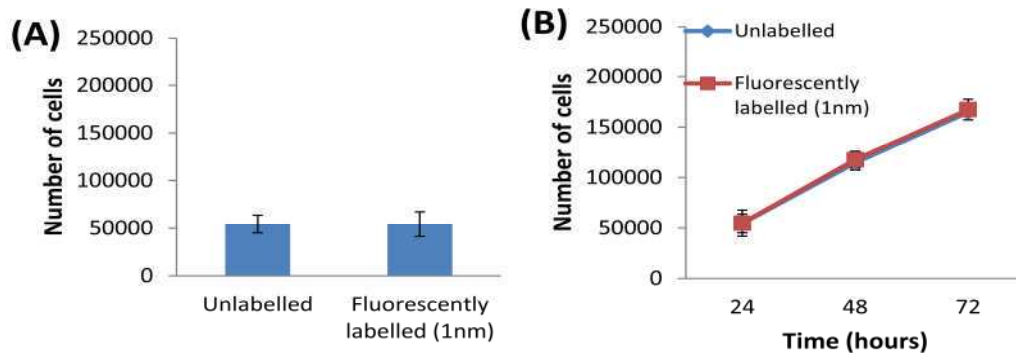 (A)
Number of cells
250000
200000
150000
100000
50000
0
Unlabelled
Fluorescently
labelled (1nm)
(B)
Number of cells
250000
200000
150000
100000
50000
0
Unlabelled
Fluorescently
labelled (1nm)
24 48 72
Time (hours)